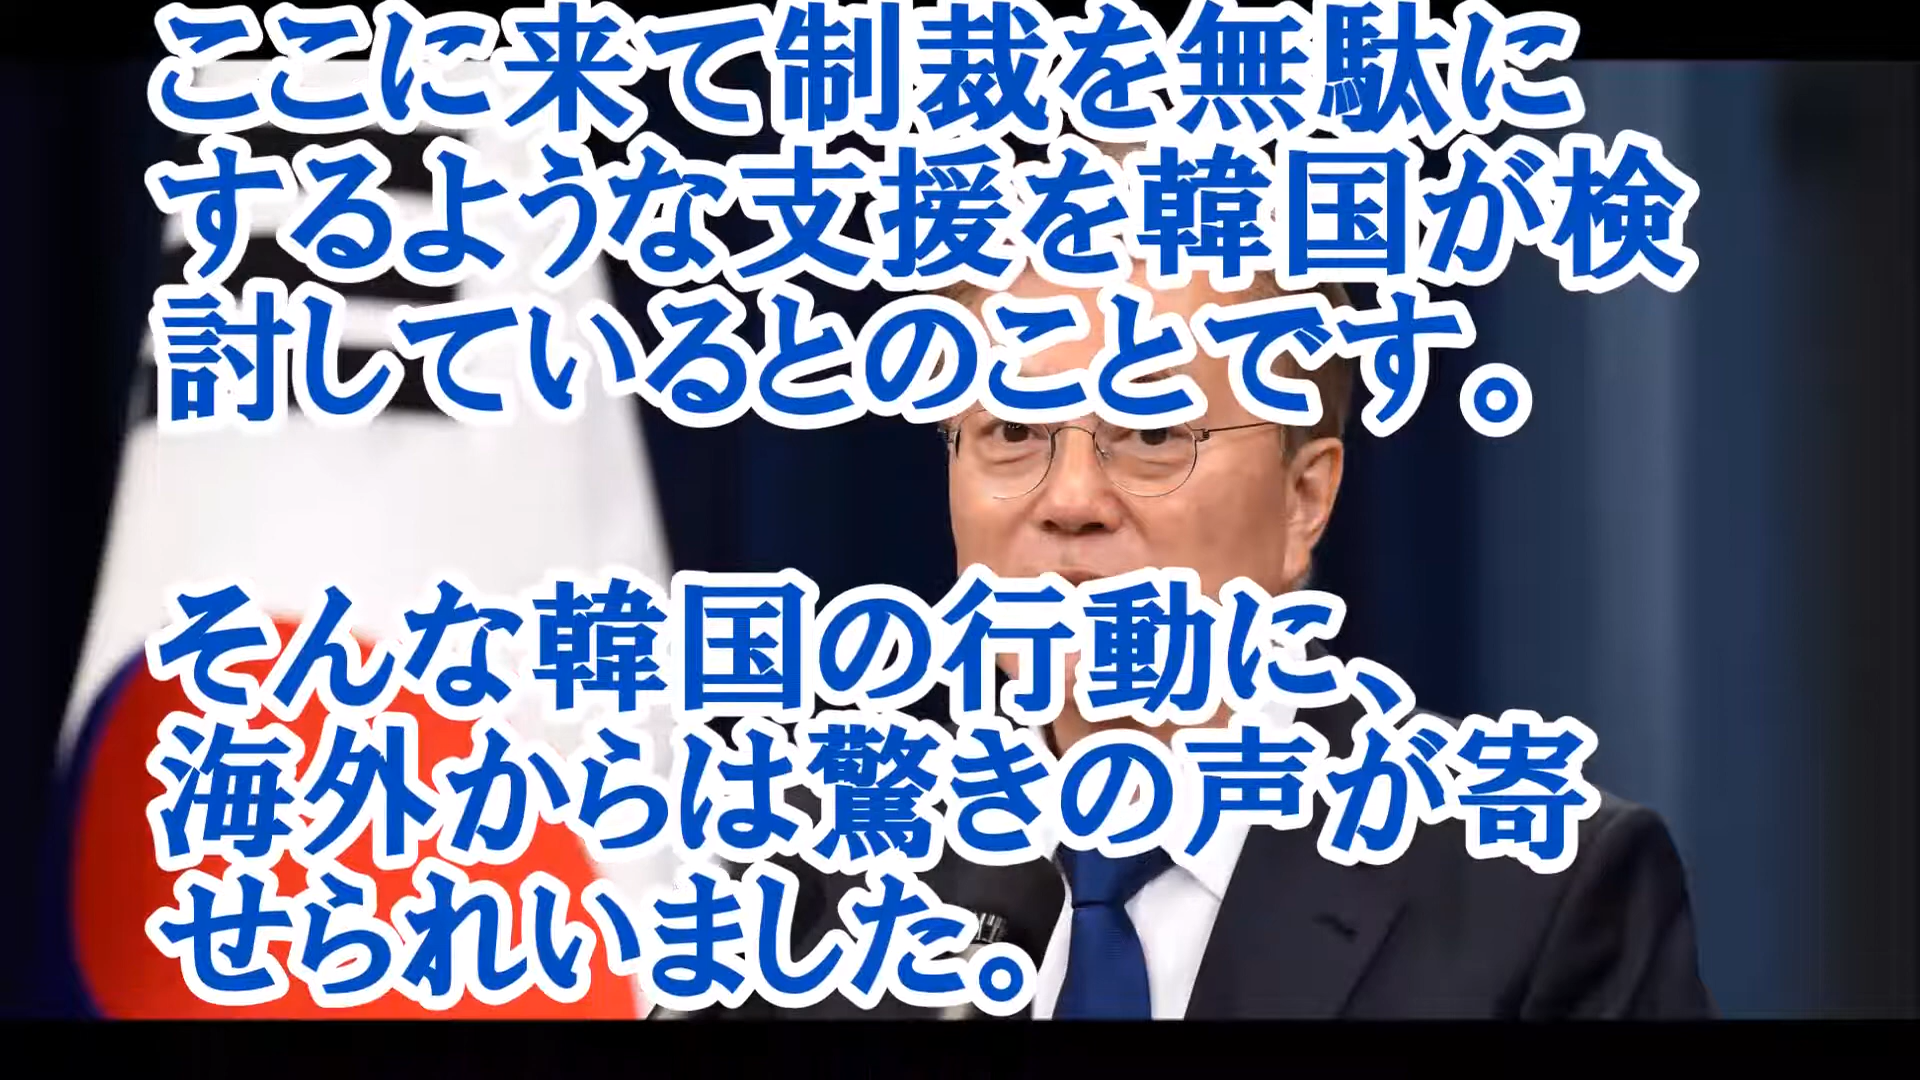 ここに来て制裁を無駄に
するような支援を韓国が検
討しているとのことです。
そんな韓国の行動に、
海外からは驚きの声が寄
せられいました。